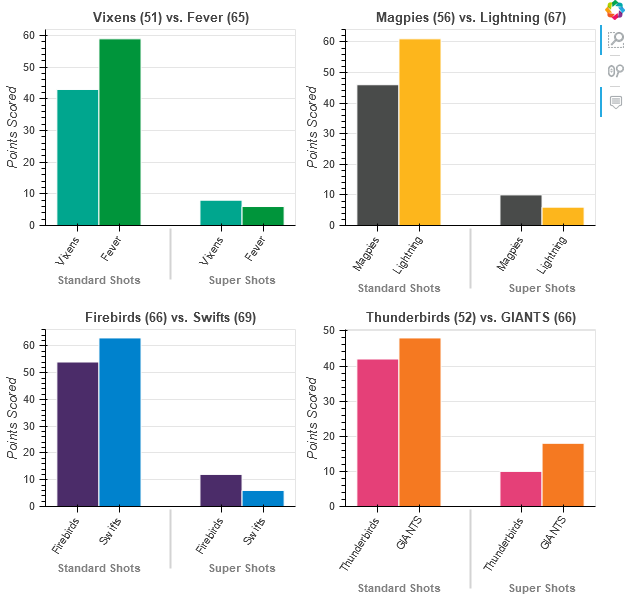 Vixens (51) vs. Fever (65)
Points Scored
60
50
40
30
20
10
0
Vixens
Fever
Vixens
Fever
Standard Shots
Super Shots
Magpies (56) vs. Lightning (67)
Points Scored
60
50
40
30
20
10
0
Magpies
Lightning
Magpies
Lightning
Standard Shots
Super Shots
Firebirds (66) vs. Swifts (69)
Points Scored
60
50
40
30
20
10
0
Firebirds
Swifts
Firebirds
Swifts
Standard Shots
Super Shots
Thunderbirds (52) vs. GIANTS (66)
Points Scored
50
40
30
20
10
0
Thunderbirds
GIANTS
Thunderbirds
GIANTS
Standard Shots
Super Shots